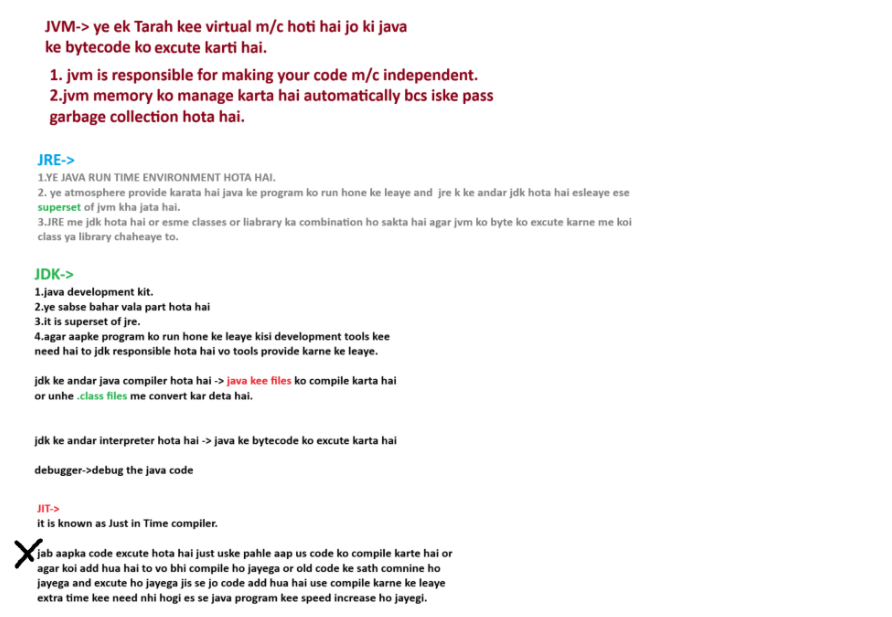 JVM-> ye ek Tarah kee virtual m/c hoti hai jo ki java
ke bytecode ko excute karti hai.
1. jvm is responsible for making your code m/c independent.
2.jvm memory ko manage karta hai automatically bcs iske pass
garbage collection hota hai.
JRE->
1.YE JAVA RUN TIME ENVIRONMENT HOTA HAI.
2. ye atmosphere provide karata hai java ke program ko run hone ke leaye and jre k ke andar jdk hota hai esleaye ese
superset of jvm kha jata hai.
3.JRE me jdk hota hai or esme classes or liabrary ka combination ho sakta hai agar jvm ko byte ko excute karne me koi
class ya library chaheaye to.
JDK->
1.java development kit.
2.ye sabse bahar vala part hota hai
3.it is superset of jre.
4.agar aapke program ko run hone ke leaye kisi development tools kee
need hai to jdk responsible hota hai vo tools provide karne ke leaye.
jdk ke andar java compiler hota hai -> java kee files ko compile karta hai
or unhe .class files me convert kar deta hai.
jdk ke andar interpreter hota hai -> java ke bytecode ko excute karta hai
debugger->debug the java code
JIT->
it is known as Just in Time compiler.
jab aapka code excute hota hai just uske pahle aap us code ko compile karte hai or
agar koi add hua hai to vo bhi compile ho jayega or old code ke sath comnine ho
jayega and excute ho jayega jis se jo code add hua hai use compile karne ke leaye
extra time kee need nhi hogi es se java program kee speed increase ho jayegi.